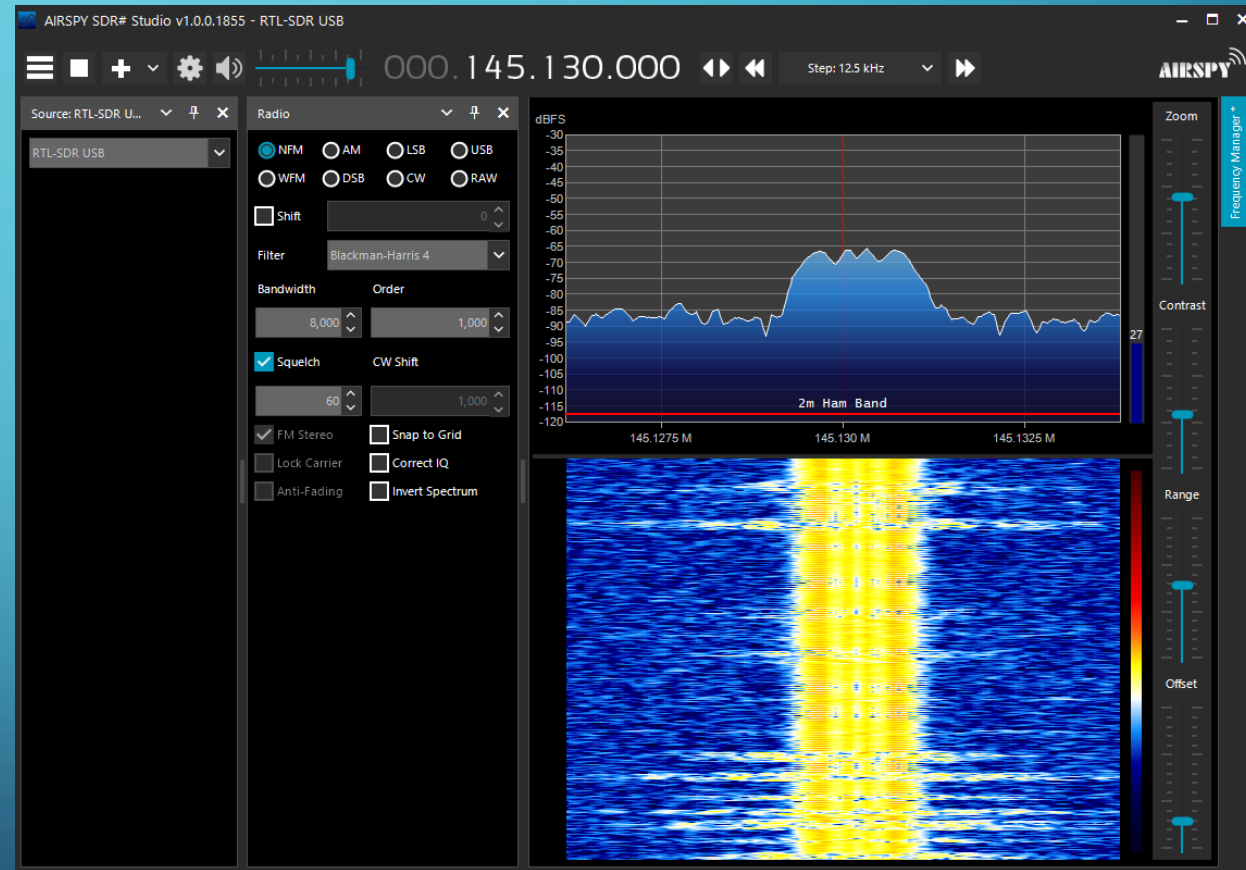 AIRSPY SDR# Studio v1.0.0.1855 - RTL-SDR USB
000.145.130.000
Step: 12.5 kHz
AIRSPY
Source: RTL-SDR U...
RTL-SDR USB
Radio
NFM AM LSB USB
WFM DSB CW RAW
Shift 0
Filter Blackman-Harris 4
Bandwidth Order
8,000 1,000
Squelch CW Shift
60 1,000
FM Stereo Snap to Grid
Lock Carrier Correct IQ
Anti-Fading Invert Spectrum
dBFS
-30
-35
-40
-45
-50
-55
-60
-65
-70
-75
-80
-85
-90
-95
-100
-105
-110
-115
-120
27
2m Ham Band
145.1275 M 145.130 M 145.1325 M
Zoom
Contrast
Range
Offset
Frequency Manager *